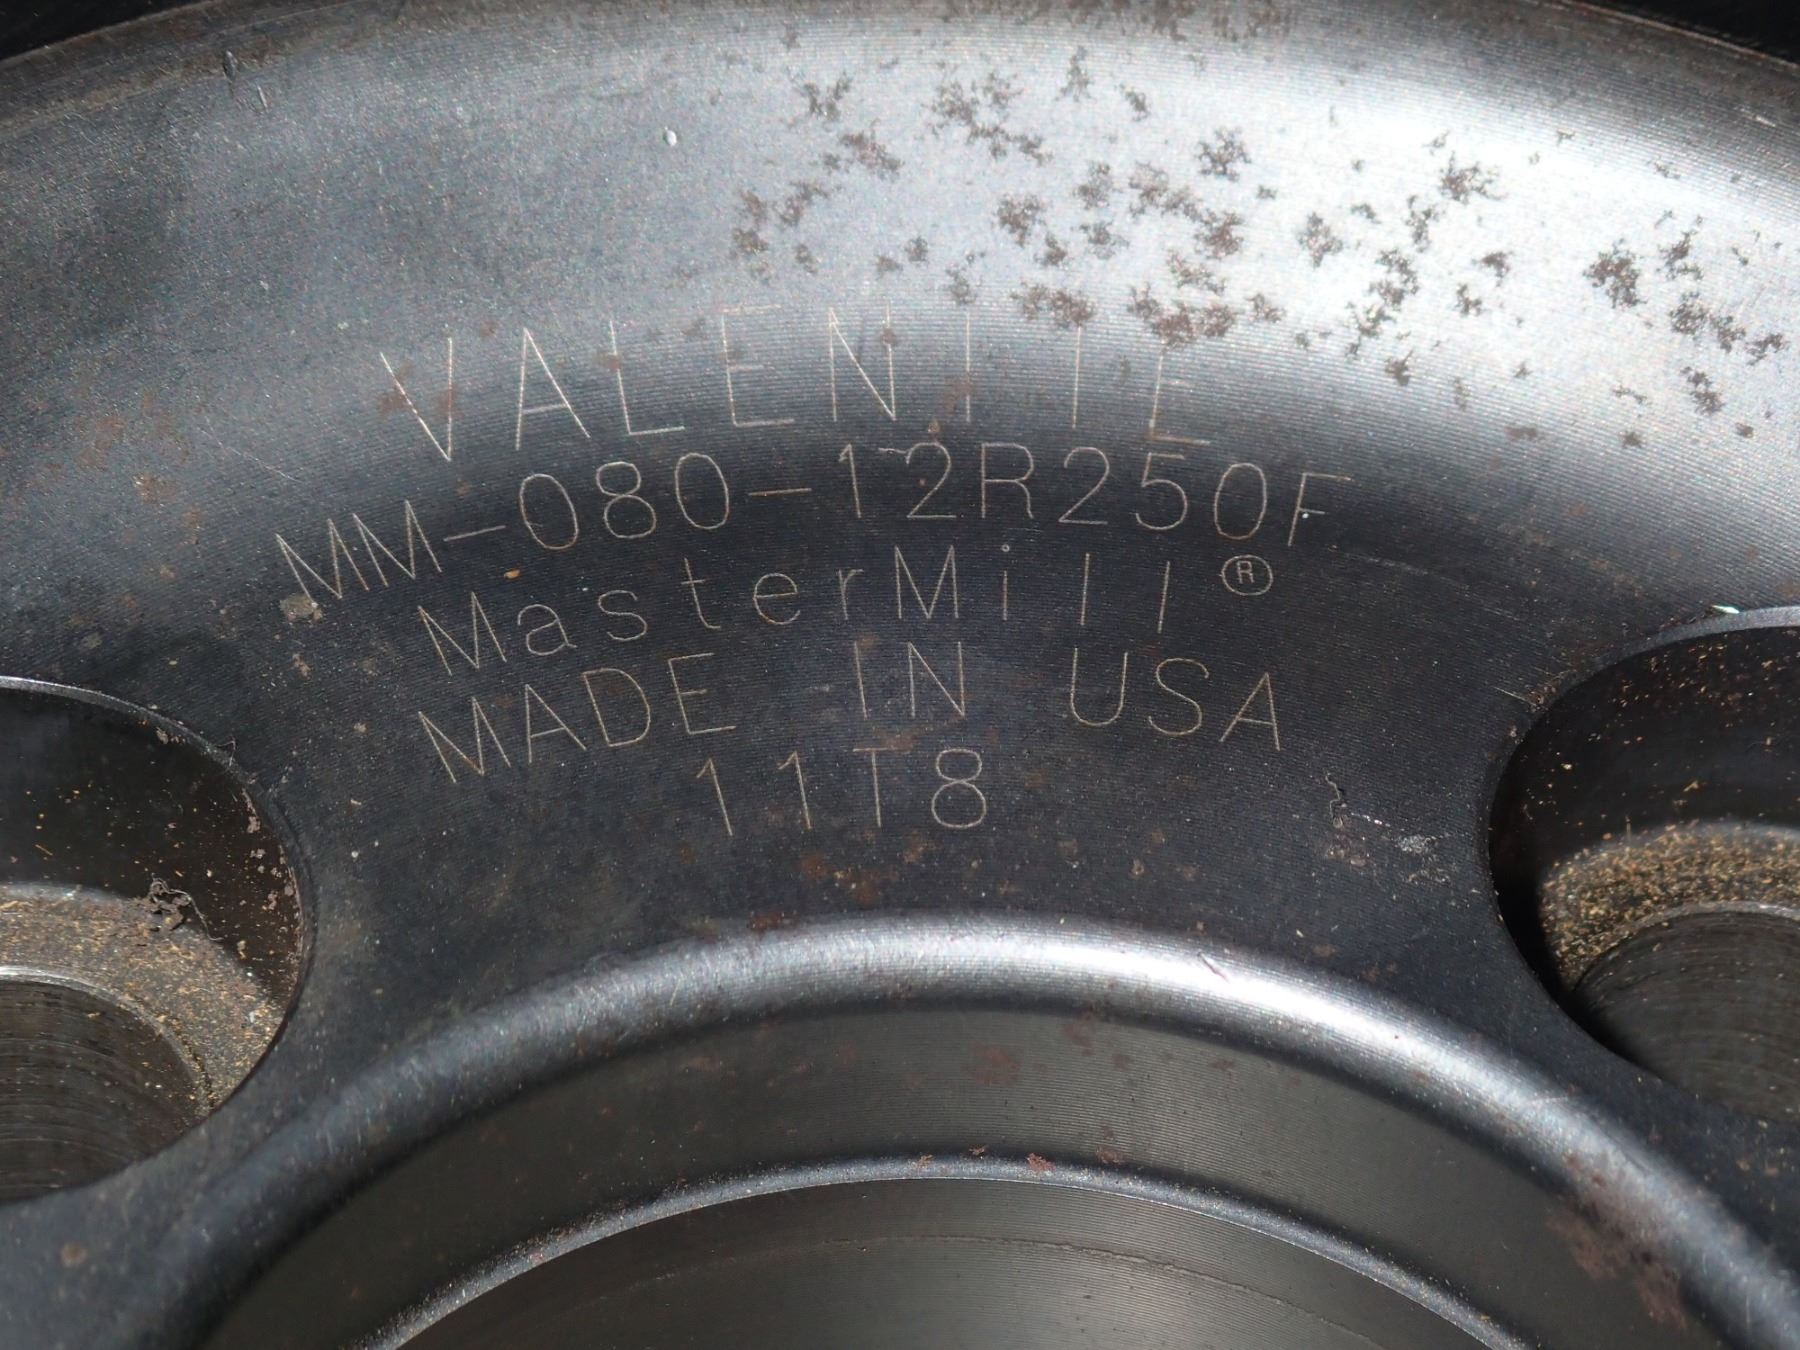 VALENITE
MM-080-12R250F
MasterMill®
MADE IN USA
11T8